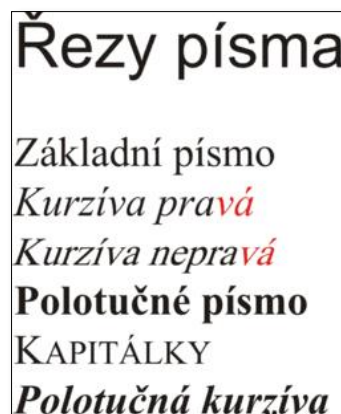 Řezy písma
Základní písmo
Kurzíva pravá
Kurzíva nepravá
Polotučné písmo
KAPITÁLKY
Polotučná kurzíva